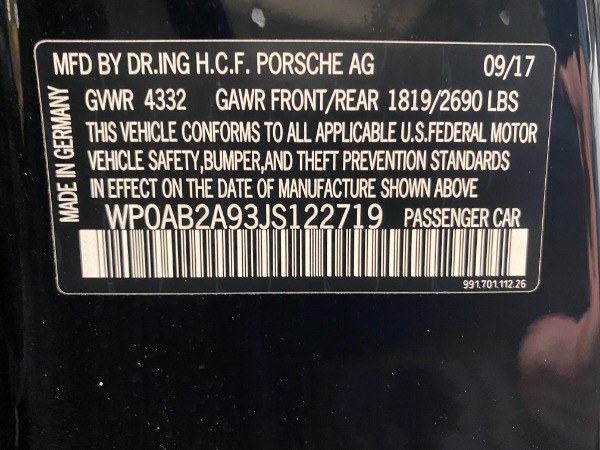 MFD BY DR.ING H.C.F. PORSCHE AG 09/17
GVWR 4332 GAWR FRONT/REAR 1819/2690 LBS
THIS VEHICLE CONFORMS TO ALL APPLICABLE U.S.FEDERAL MOTOR
VEHICLE SAFETY,BUMPER,AND THEFT PREVENTION STANDARDS
IN EFFECT ON THE DATE OF MANUFACTURE SHOWN ABOVE
WP0AB2A93JS122719 PASSENGER CAR
991.701.112.26
MADE IN GERMANY